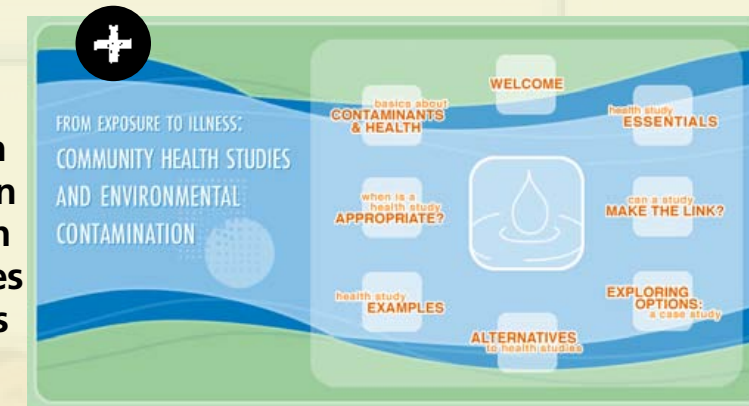 FROM EXPOSURE TO ILLNESS:
COMMUNITY HEALTH STUDIES
AND ENVIRONMENTAL
CONTAMINATION
WELCOME
basics about
CONTAMINANTS
& HEALTH
health study
ESSENTIALS
when is a
health study
APPROPRIATE?
can a study
MAKE THE LINK?
health study
EXAMPLES
EXPLORING
OPTIONS:
a case study
ALTERNATIVES
to health studies